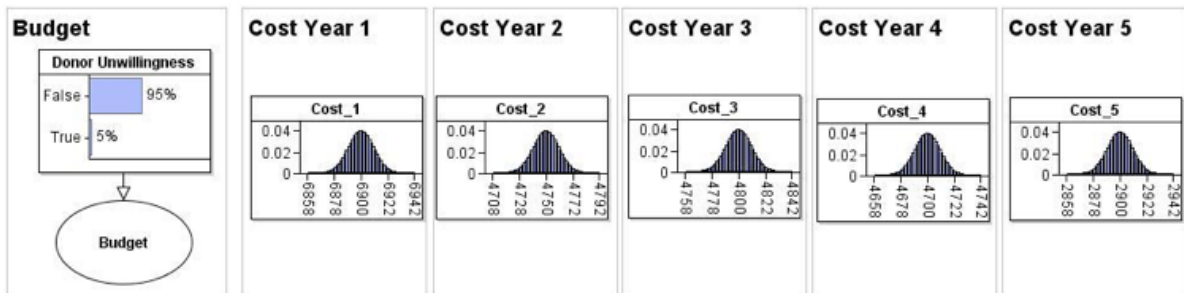 Budget
Donor Unwillingness
False 95%
True 5%
Budget
Cost Year 1
Cost_1
0.04
0.02
0
6858 6878 6900 6922 6942
Cost Year 2
Cost_2
0.04
0.02
0
4708 4728 4750 4772 4792
Cost Year 3
Cost_3
0.04
0.02
0
4758 4778 4800 4822 4842
Cost Year 4
Cost_4
0.04
0.02
0
4658 4678 4700 4722 4742
Cost Year 5
Cost_5
0.04
0.02
0
2858 2878 2900 2922 2942